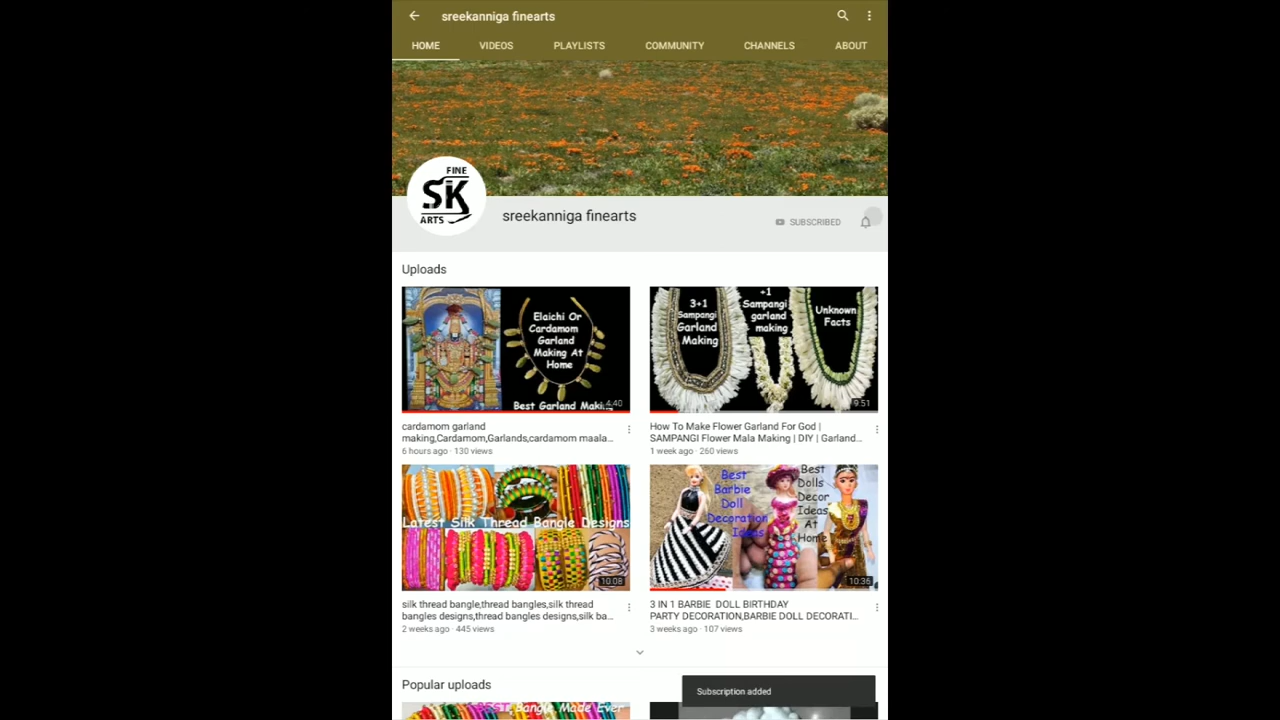 sreekanniga finearts
HOME VIDEOS PLAYLISTS COMMUNITY CHANNELS ABOUT
FINE
SK
ARTS
sreekanniga finearts
SUBSCRIBED
Uploads
Elaichi Or
Cardamom
Garland
Making At
Home
Best Garland Makin
4:40
3+1
Sampangi
Garland
Making
+1
Sampangi
garland
making
Unknown
Facts
9:51
cardamom garland
making,Cardamom,Garlands,cardamom maala...
6 hours ago · 130 views
How To Make Flower Garland For God |
SAMPANGI Flower Mala Making | DIY | Garland...
1 week ago · 260 views
Latest Silk Thread Bangle Designs
10:08
Best
Barbie
Doll
Decoration
Ideas
Best
Dolls
Decor
Ideas
At
Home
10:36
silk thread bangle,thread bangles,silk thread
bangles designs,thread bangles designs,silk ba...
2 weeks ago · 445 views
3 IN 1 BARBIE DOLL BIRTHDAY
PARTY DECORATION,BARBIE DOLL DECORATI...
3 weeks ago · 107 views
Popular uploads
Subscription added
Bangle Made Ever